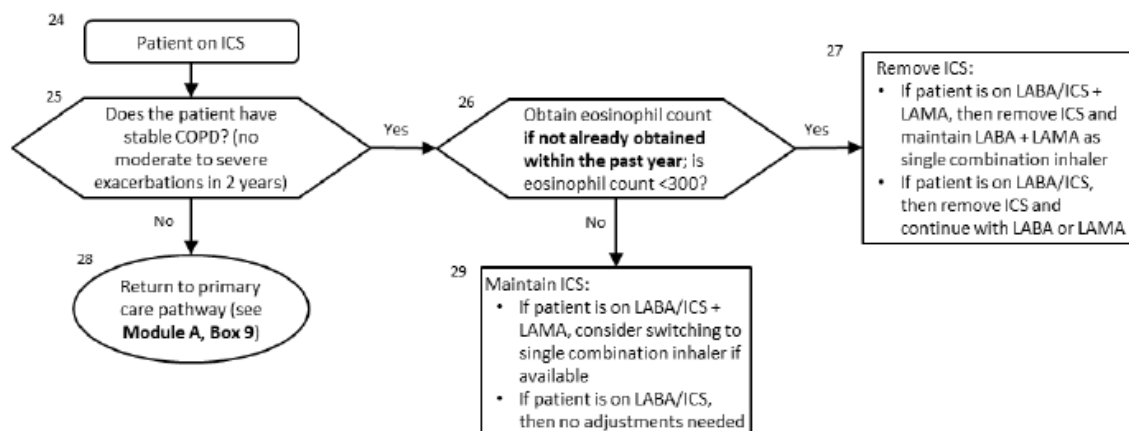 24
Patient on ICS
25
Does the patient have
stable COPD? (no
moderate to severe
exacerbations in 2 years)
Yes
No
26
Obtain eosinophil count
if not already obtained
within the past year; is
eosinophil count <300?
Yes
No
27
Remove ICS:
• If patient is on LABA/ICS +
LAMA, then remove ICS and
maintain LABA + LAMA as
single combination inhaler
• If patient is on LABA/ICS,
then remove ICS and
continue with LABA or LAMA
28
Return to primary
care pathway (see
Module A, Box 9)
29
Maintain ICS:
• If patient is on LABA/ICS +
LAMA, consider switching to
single combination inhaler if
available
• If patient is on LABA/ICS,
then no adjustments needed